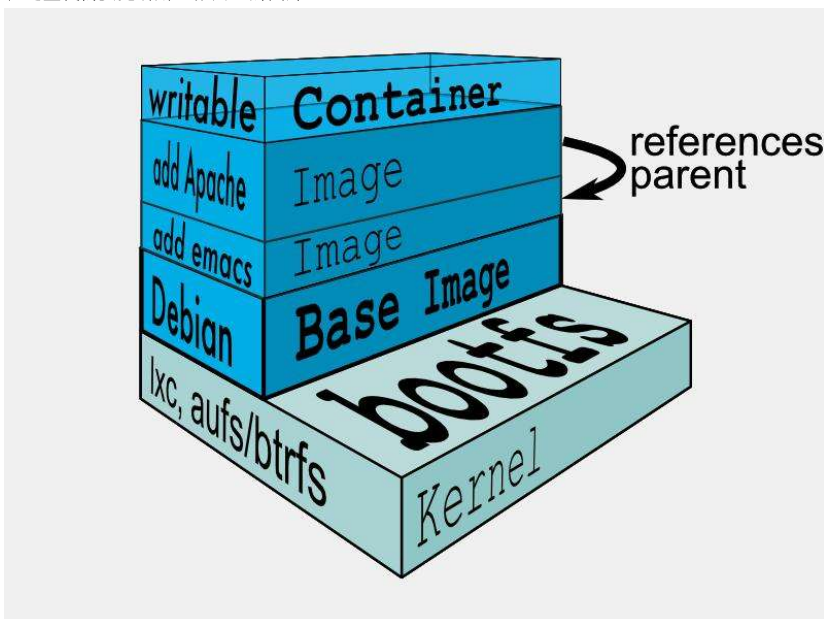 writable Container
add Apache Image
add emacs Image
Debian Base Image
references
parent
bootfs
lxc, aufs/btrfs
Kernel